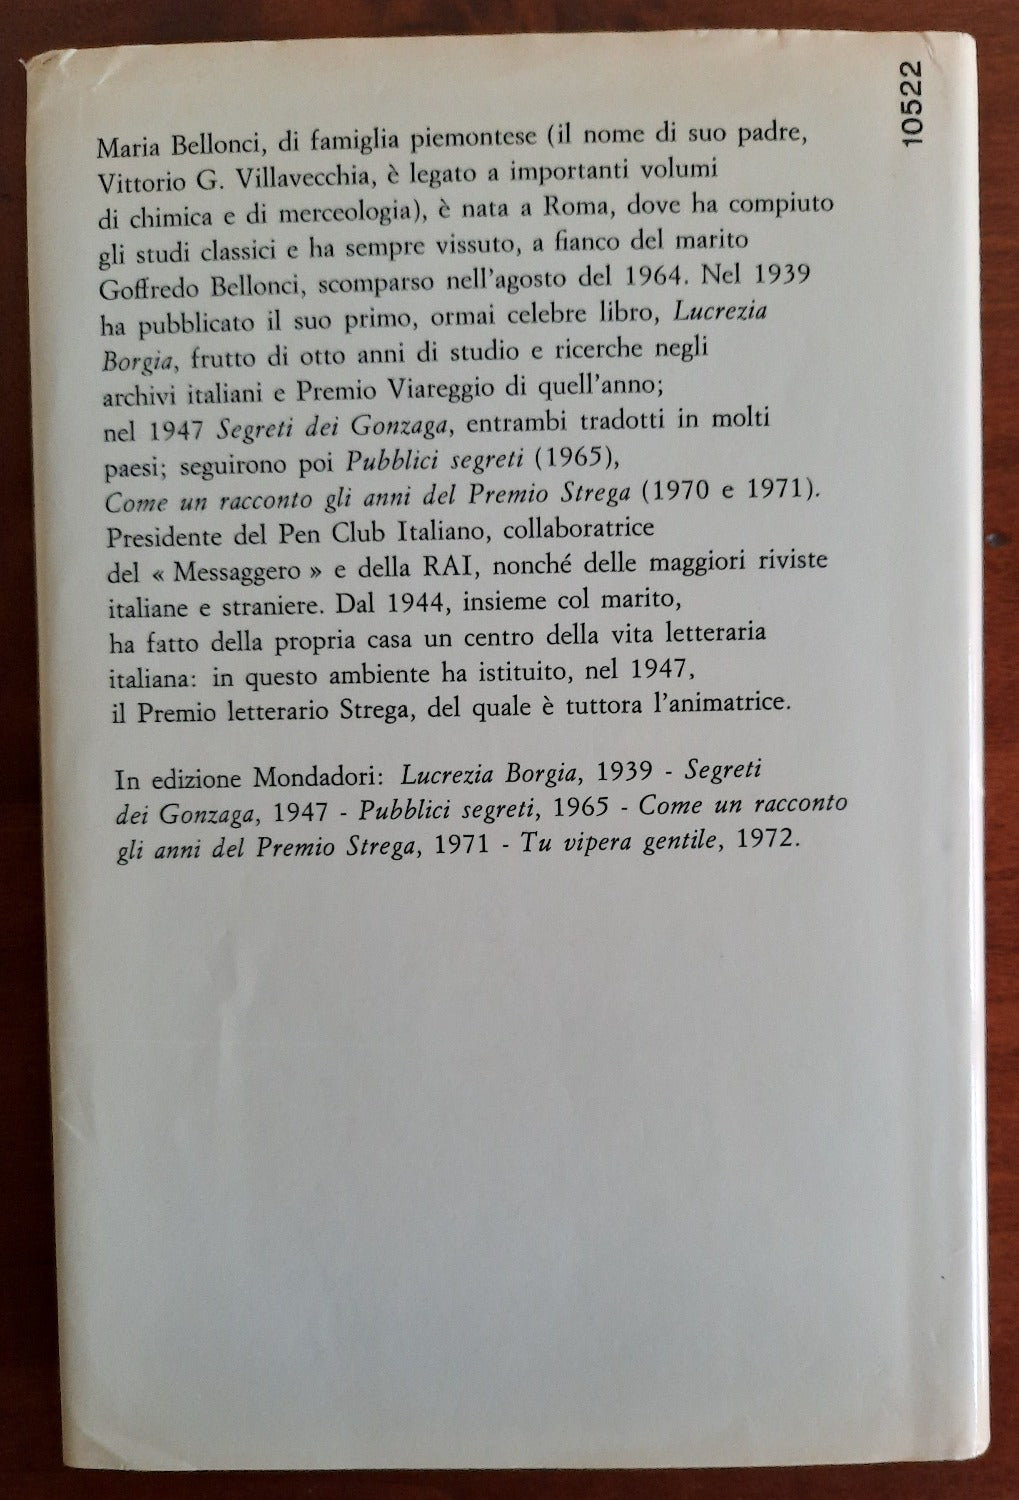 10522
Maria Bellonci, di famiglia piemontese (il nome di suo padre,
Vittorio G. Villavecchia, è legato a importanti volumi
di chimica e di merceologia), è nata a Roma, dove ha compiuto
gli studi classici e ha sempre vissuto, a fianco del marito
Goffredo Bellonci, scomparso nell'agosto del 1964. Nel 1939
ha pubblicato il suo primo, ormai celebre libro, Lucrezia
Borgia, frutto di otto anni di studio e ricerche negli
archivi italiani e Premio Viareggio di quell'anno;
nel 1947 Segreti dei Gonzaga, entrambi tradotti in molti
paesi; seguirono poi Pubblici segreti (1965),
Come un racconto gli anni del Premio Strega (1970 e 1971).
Presidente del Pen Club Italiano, collaboratrice
del « Messaggero » e della RAI, nonché delle maggiori riviste
italiane e straniere. Dal 1944, insieme col marito,
ha fatto della propria casa un centro della vita letteraria
italiana: in questo ambiente ha istituito, nel 1947,
il Premio letterario Strega, del quale è tuttora l'animatrice.
In edizione Mondadori: Lucrezia Borgia, 1939 - Segreti
dei Gonzaga, 1947 - Pubblici segreti, 1965 - Come un racconto
gli anni del Premio Strega, 1971 - Tu vipera gentile, 1972.